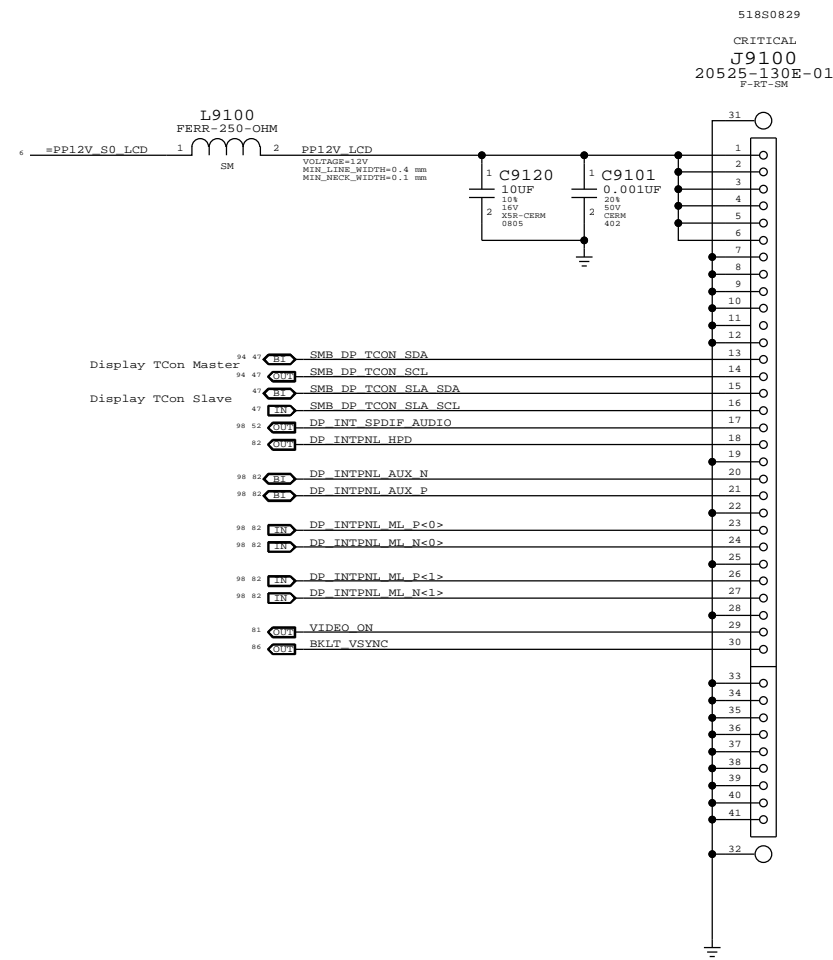 518S0829
CRITICAL
J9100
20525-130E-01
F-RT-SM
L9100
FERR-250-OHM
6 =PP12V_S0_LCD 1 2 PP12V_LCD
SM
VOLTAGE=12V
MIN_LINE_WIDTH=0.4 mm
MIN_NECK_WIDTH=0.1 mm
1 C9120
10UF
10%
16V
2 X5R-CERM
0805
1 C9101
0.001UF
20%
50V
2 CERM
402
31
1
2
3
4
5
6
7
8
9
10
11
12
Display TCon Master
94 47 BI SMB_DP_TCON_SDA 13
94 47 OUT SMB_DP_TCON_SCL 14
Display TCon Slave
47 BI SMB_DP_TCON_SLA_SDA 15
47 IN SMB_DP_TCON_SLA_SCL 16
98 52 OUT DP_INT_SPDIF_AUDIO 17
82 OUT DP_INTPNL_HPD 18
19
98 82 BI DP_INTPNL_AUX_N 20
98 82 BI DP_INTPNL_AUX_P 21
22
98 82 IN DP_INTPNL_ML_P<0> 23
98 82 IN DP_INTPNL_ML_N<0> 24
25
98 82 IN DP_INTPNL_ML_P<1> 26
98 82 IN DP_INTPNL_ML_N<1> 27
28
81 OUT VIDEO_ON 29
86 OUT BKLT_VSYNC 30
33
34
35
36
37
38
39
40
41
32